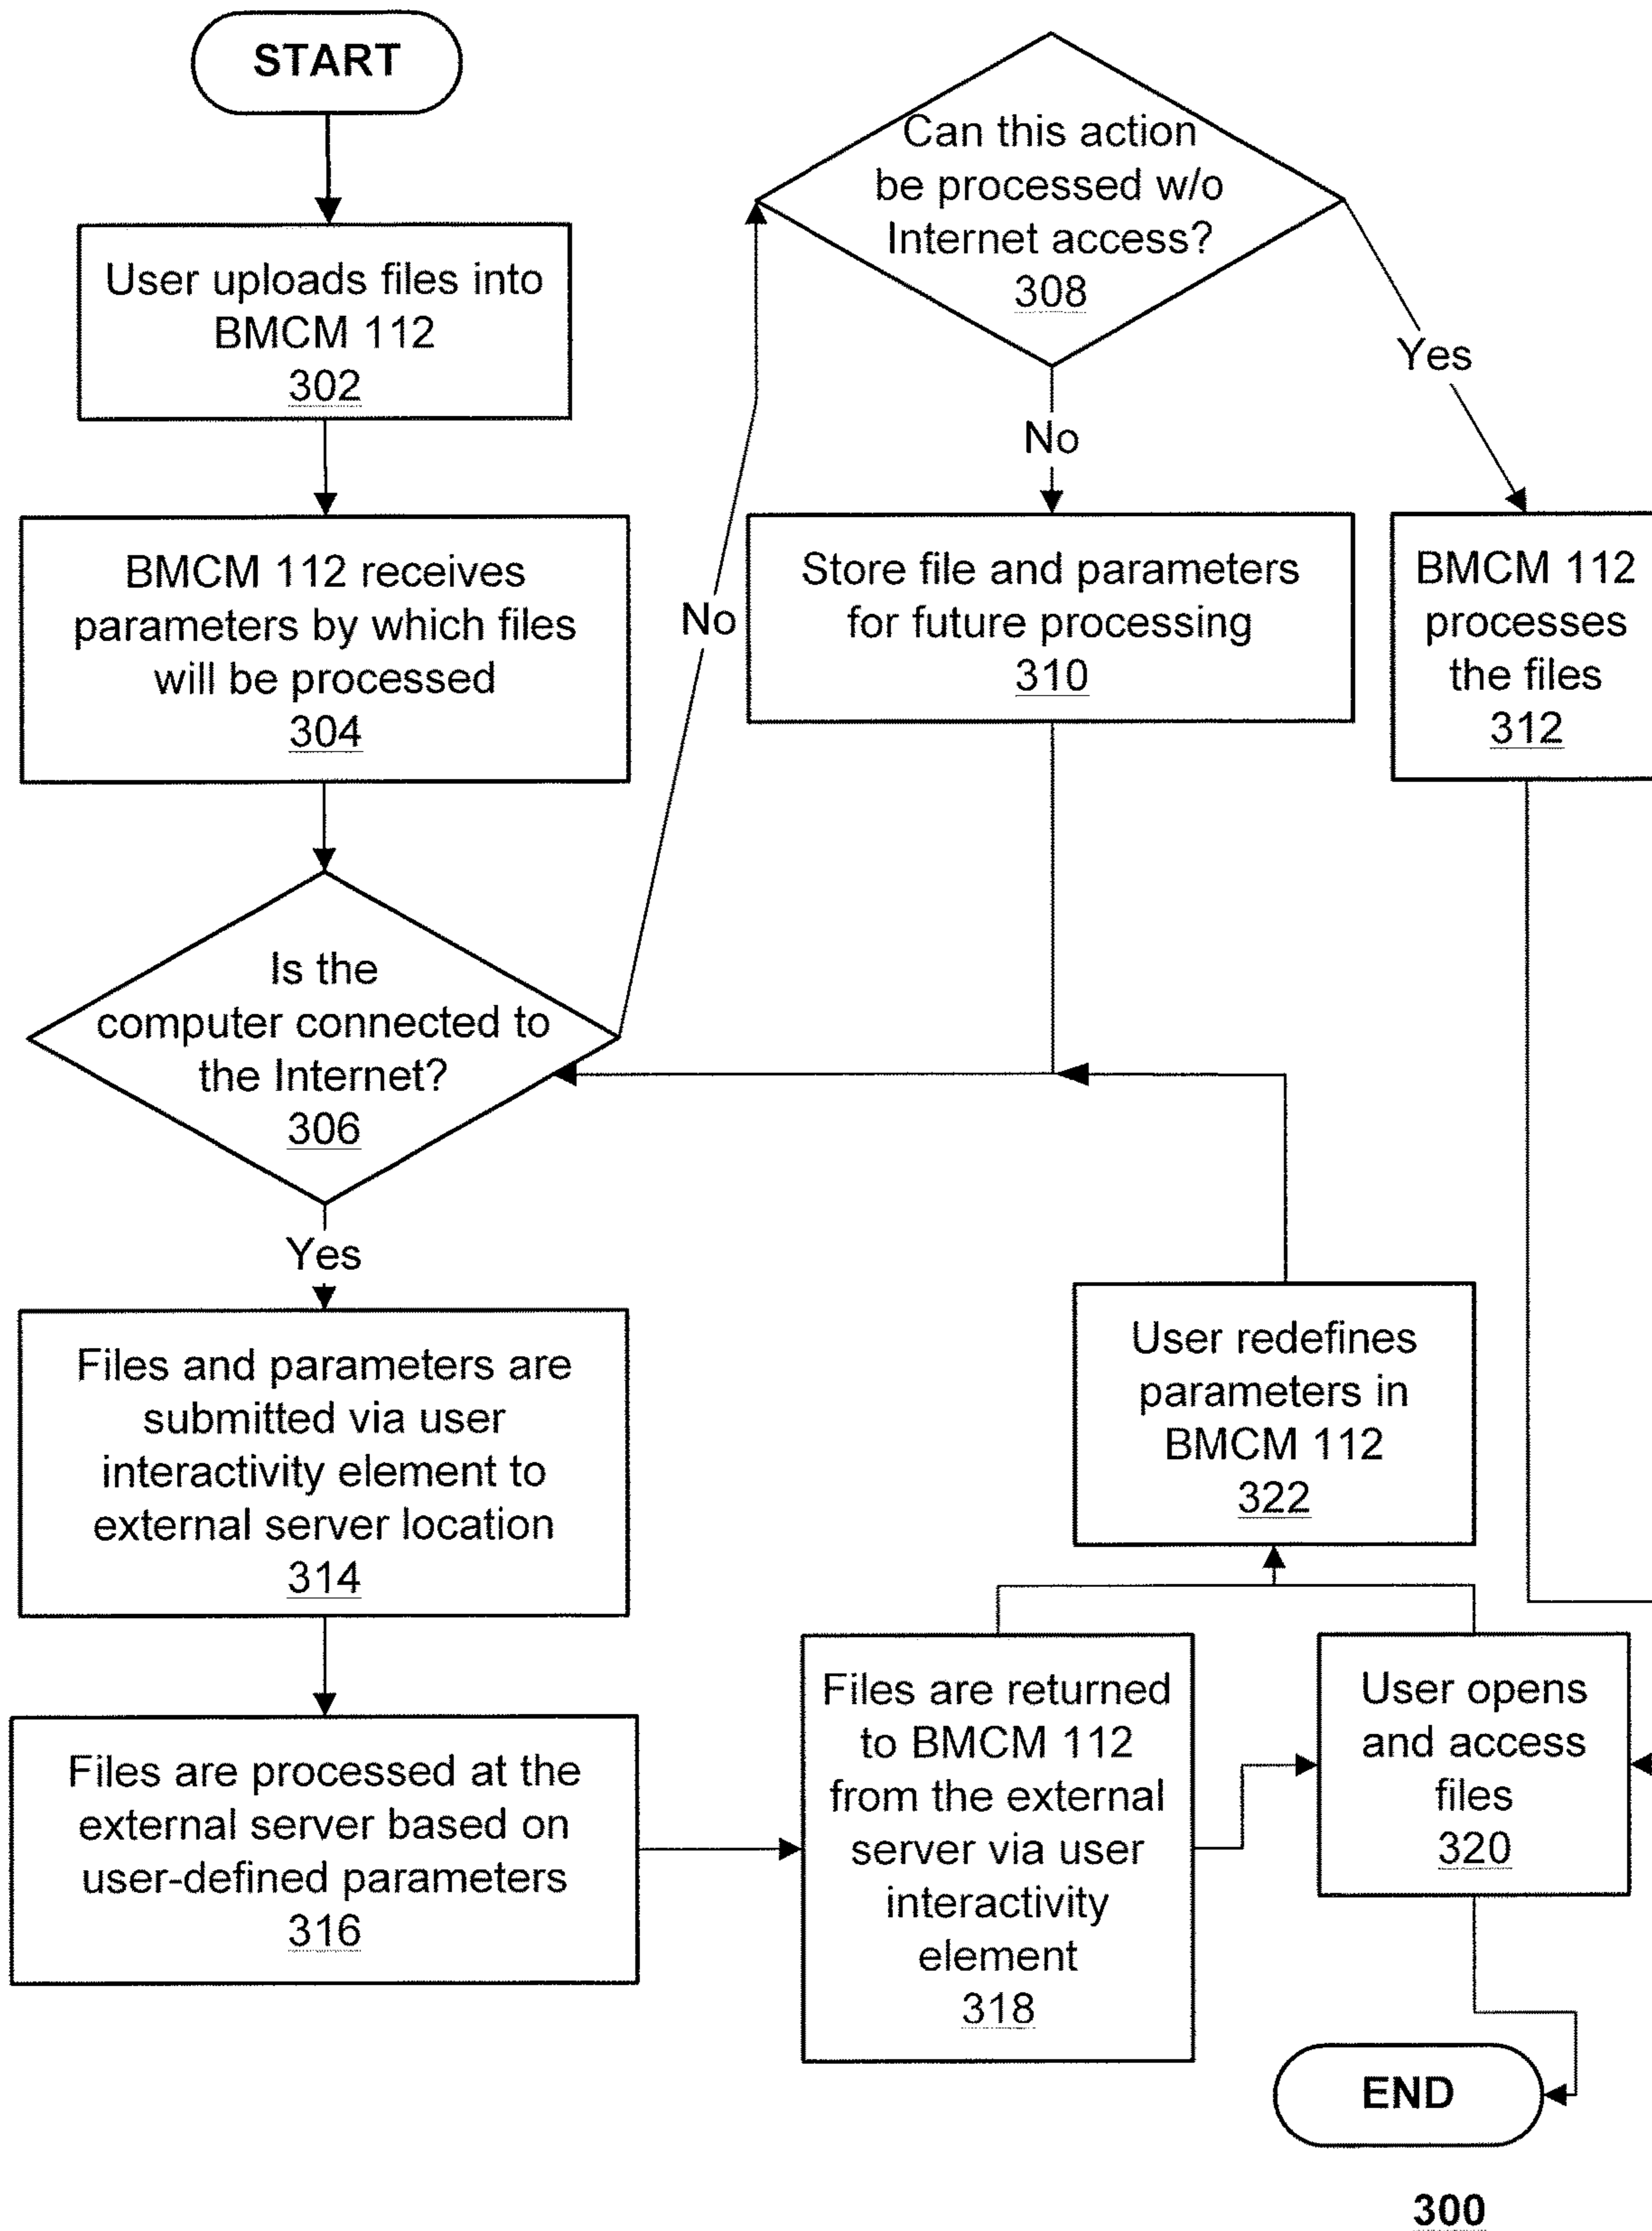 START
User uploads files into
BMCM 112
302
BMCM 112 receives
parameters by which files
will be processed
304
Is the
computer connected to
the Internet?
306
No
Can this action
be processed w/o
Internet access?
308
No
Yes
Store file and parameters
for future processing
310
BMCM 112
processes
the files
312
Yes
Files and parameters are
submitted via user
interactivity element to
external server location
314
Files are processed at the
external server based on
user-defined parameters
316
Files are returned
to BMCM 112
from the external
server via user
interactivity
element
318
User redefines
parameters in
BMCM 112
322
User opens
and access
files
320
END
300